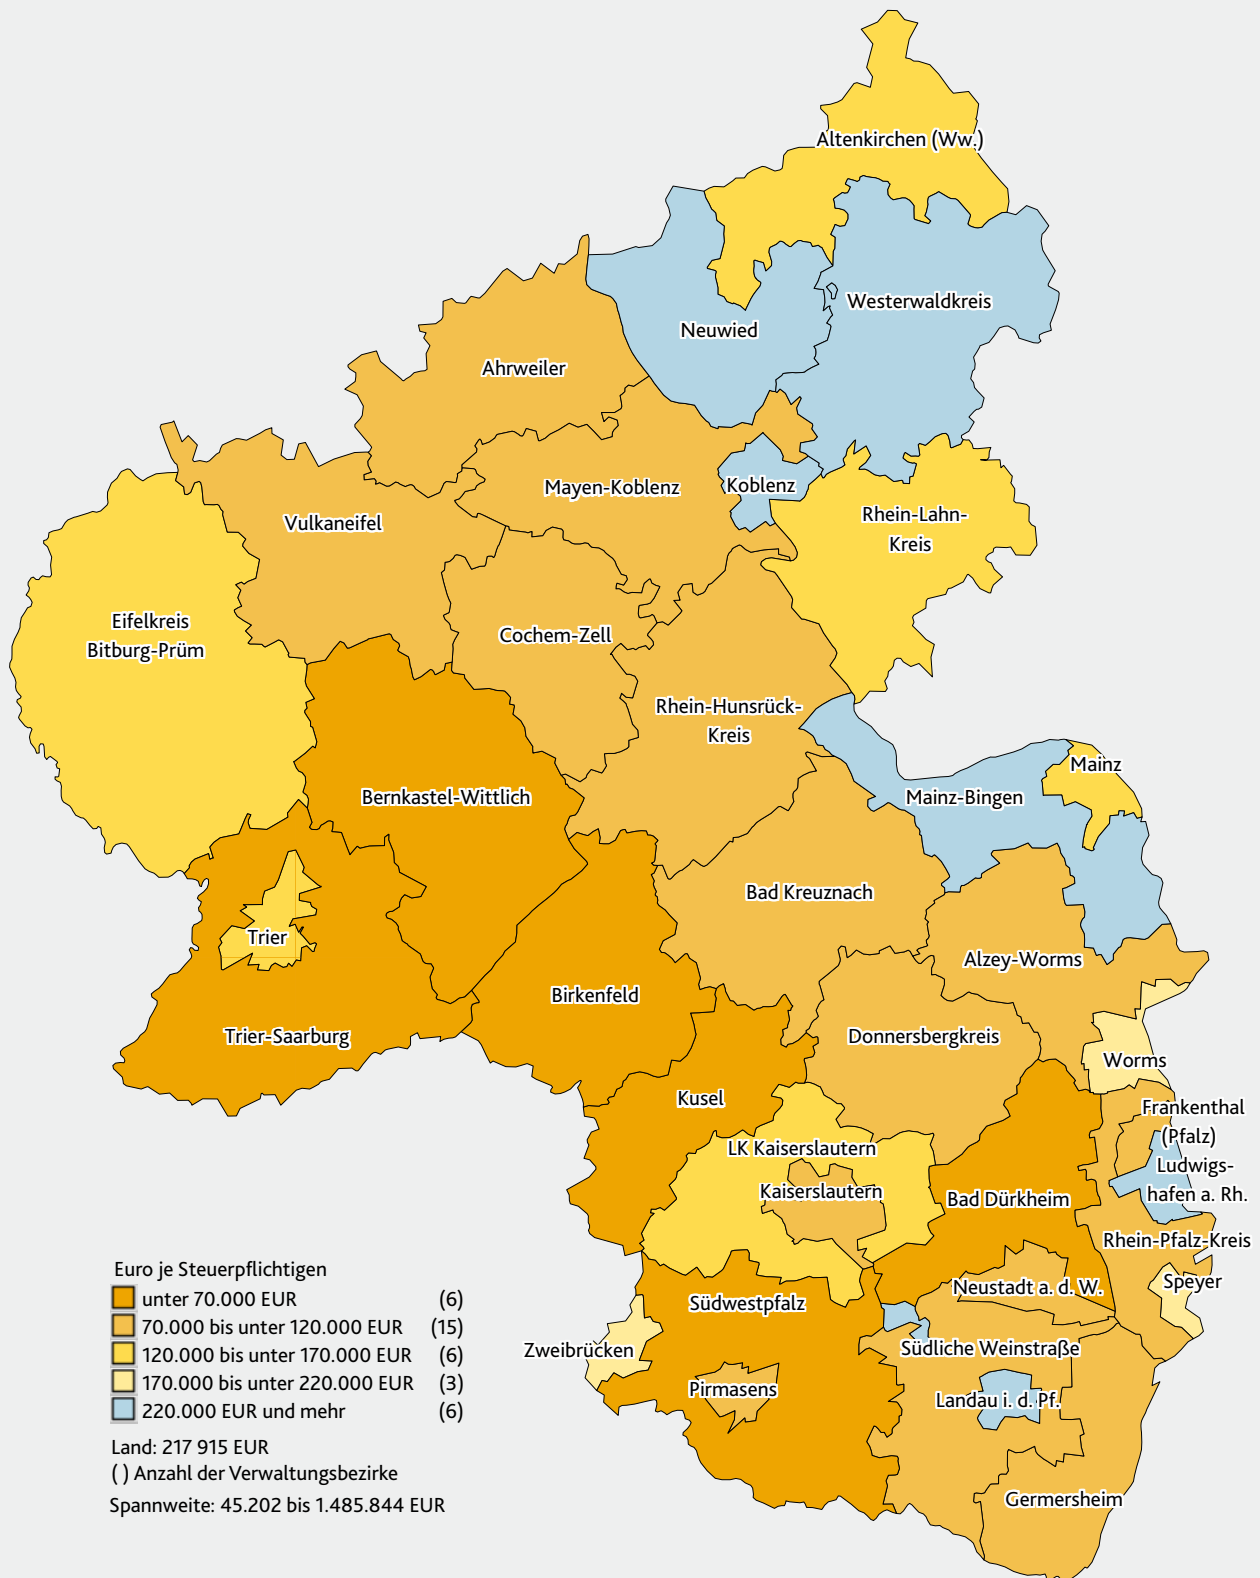 Altenkirchen (Ww.)
Westerwaldkreis
Neuwied
Ahrweiler
Mayen-Koblenz
Koblenz
Rhein-Lahn-
Kreis
Vulkaneifel
Eifelkreis
Bitburg-Prüm
Cochem-Zell
Rhein-Hunsrück-
Kreis
Mainz
Mainz-Bingen
Bernkastel-Wittlich
Bad Kreuznach
Trier
Alzey-Worms
Birkenfeld
Trier-Saarburg
Donnersbergkreis
Worms
Kusel
Frankenthal
(Pfalz)
LK Kaiserslautern
Ludwigs-
hafen a. Rh.
Kaiserslautern
Bad Dürkheim
Rhein-Pfalz-Kreis
Speyer
Neustadt a. d. W.
Südwestpfalz
Zweibrücken
Südliche Weinstraße
Pirmasens
Landau i. d. Pf.
Germersheim
Euro je Steuerpflichtigen
unter 70.000 EUR (6)
70.000 bis unter 120.000 EUR (15)
120.000 bis unter 170.000 EUR (6)
170.000 bis unter 220.000 EUR (3)
220.000 EUR und mehr (6)
Land: 217 915 EUR
( ) Anzahl der Verwaltungsbezirke
Spannweite: 45.202 bis 1.485.844 EUR